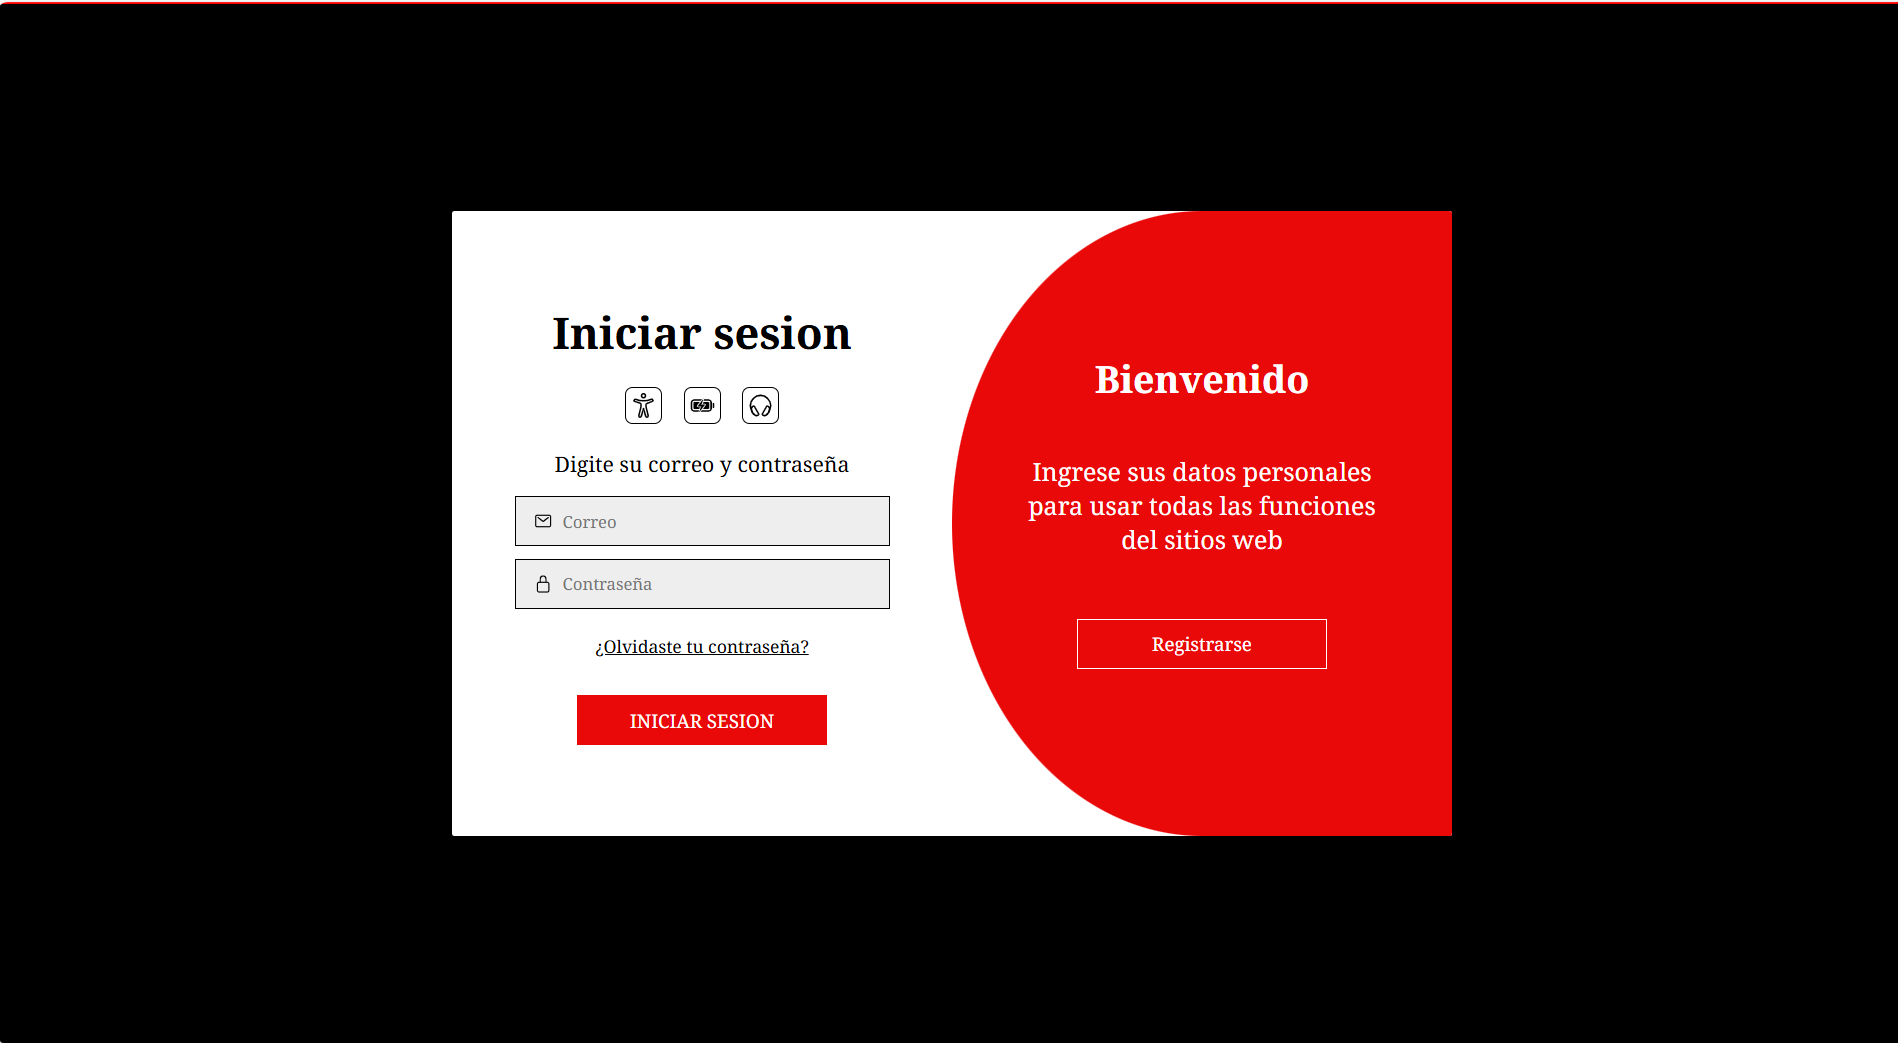 Iniciar sesion
Digite su correo y contraseña
Correo
Contraseña
¿Olvidaste tu contraseña?
INICIAR SESION
Bienvenido
Ingrese sus datos personales
para usar todas las funciones
del sitios web
Registrarse